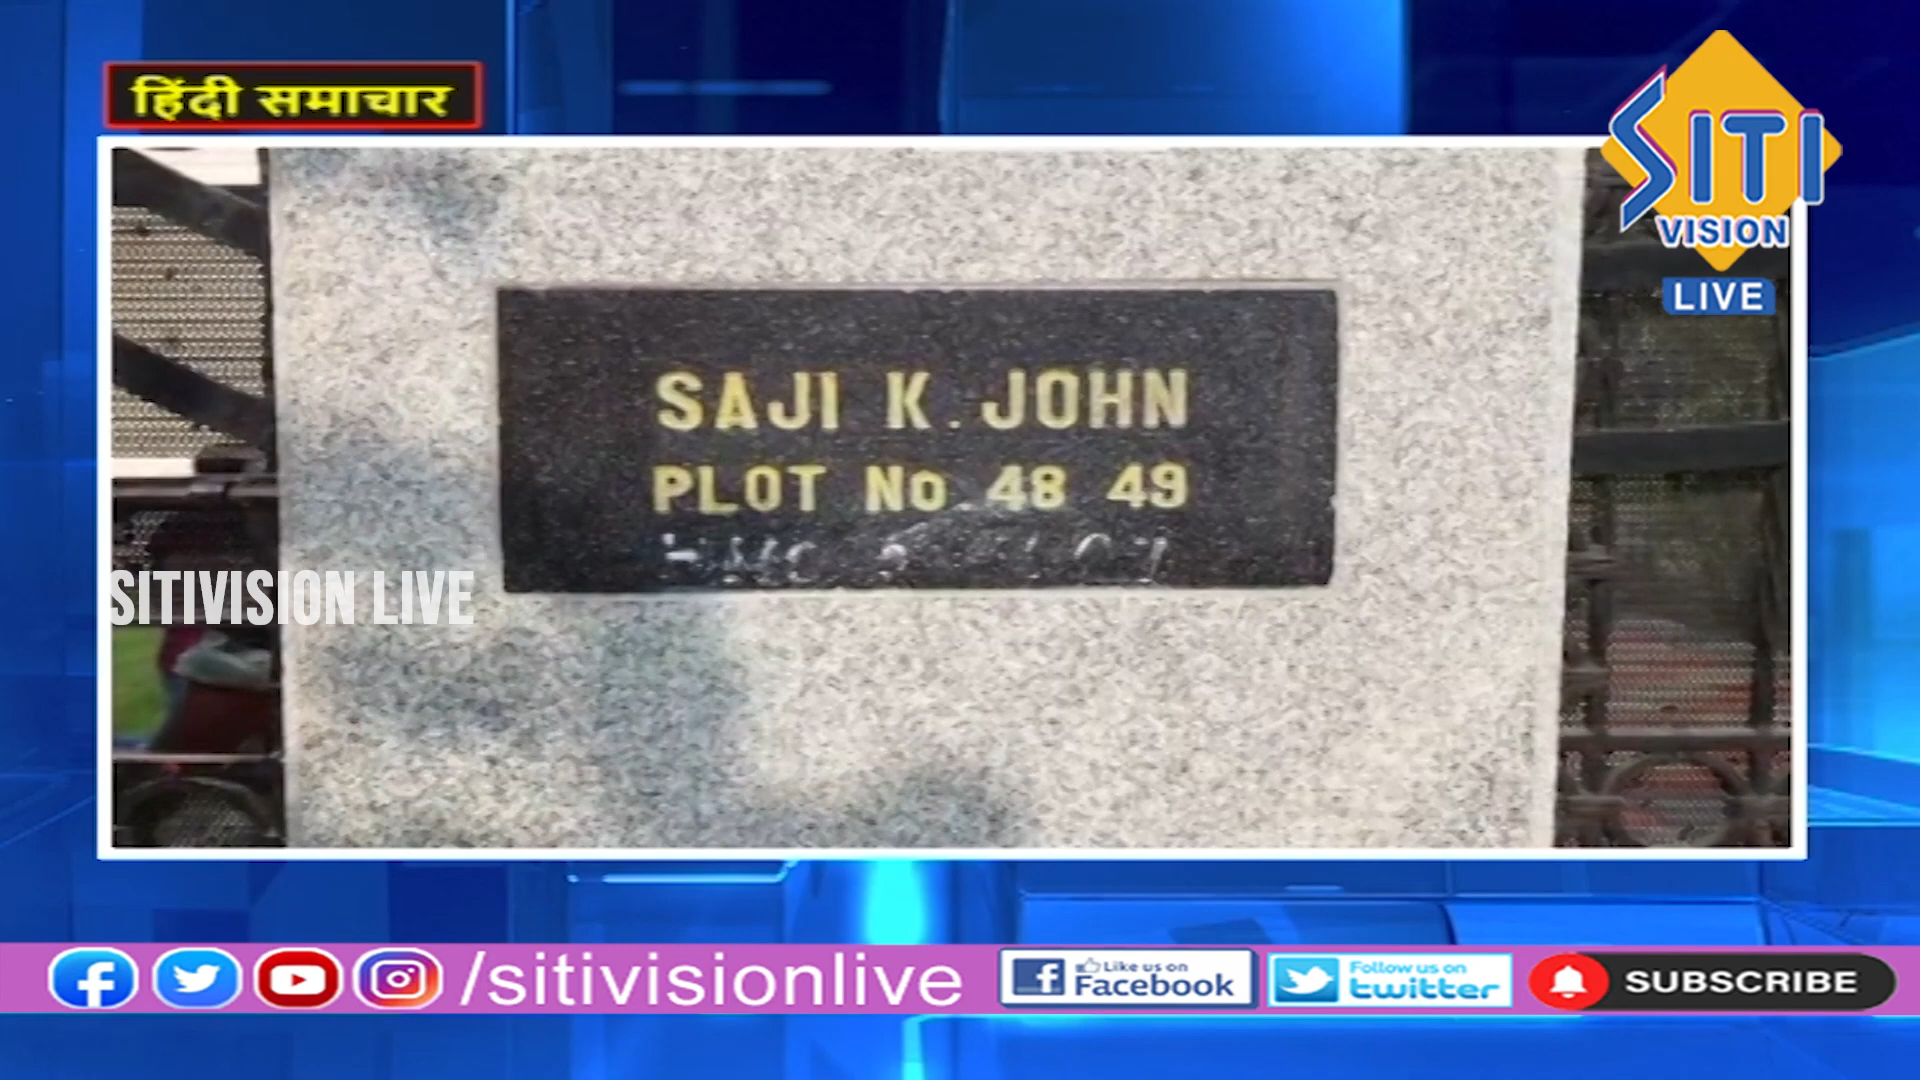 हिंदी समाचार
SITI
VISION
LIVE
SAJI K. JOHN
PLOT No 48 49
SITIVISION LIVE
/sitivisionlive
Like us on
Facebook
Follow us on
twitter
SUBSCRIBE